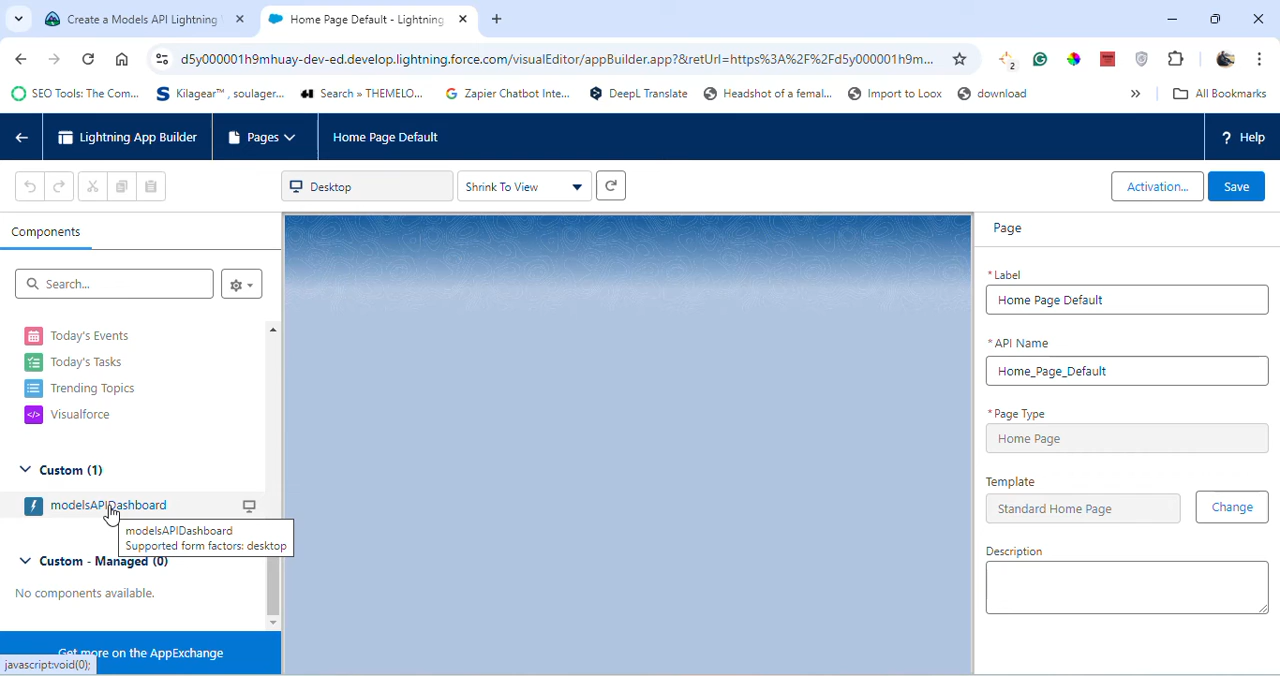 Create a Models API Lightning
Home Page Default - Lightning
d5y000001h9mhuay-dev-ed.develop.lightning.force.com/visualEditor/appBuilder.app?&retUrl=https%3A%2F%2Fd5y000001h9m...
2
SEO Tools: The Com...
Kilagear™ , soulager...
Search » THEMELO...
Zapier Chatbot Inte...
DeepL Translate
Headshot of a femal...
Import to Loox
download
»
All Bookmarks
Lightning App Builder
Pages
Home Page Default
? Help
Desktop
Shrink To View
Activation...
Save
Components
Page
Search...
*Label
Home Page Default
Today's Events
Today's Tasks
Trending Topics
Visualforce
*API Name
Home_Page_Default
*Page Type
Home Page
Custom (1)
modelsAPIDashboard
modelsAPIDashboard
Supported form factors: desktop
Template
Standard Home Page
Change
Custom - Managed (0)
No components available.
Description
Get more on the AppExchange
javascript:void(0);